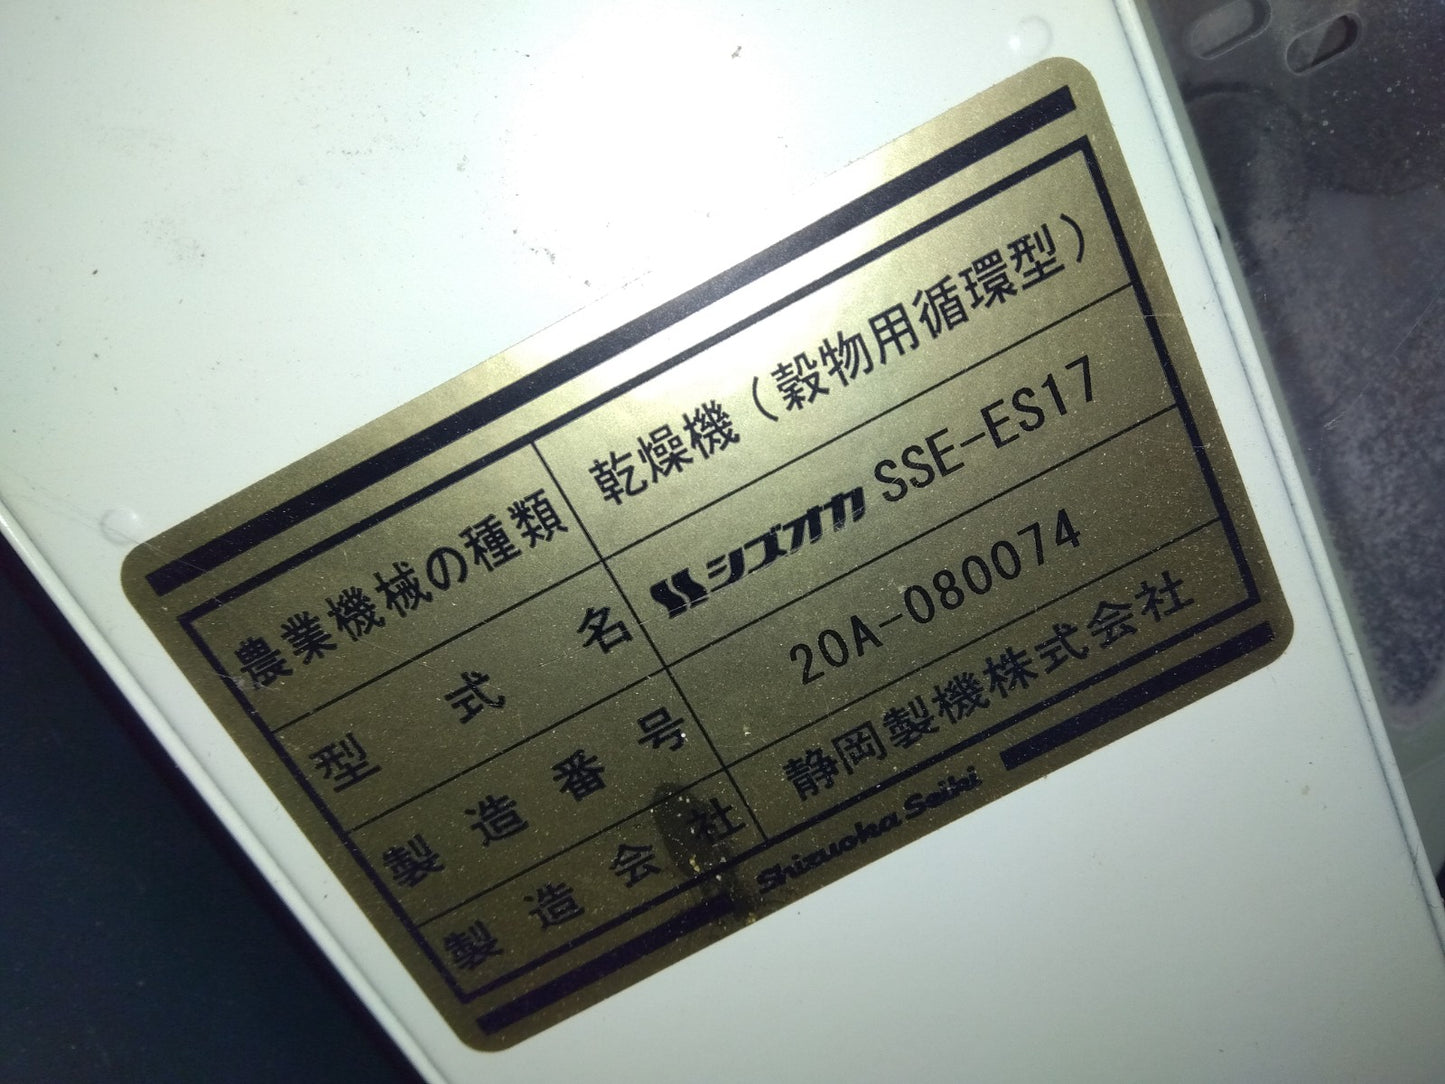 農業機械の種類 乾燥機（穀物用循環型）
型式名 シズオカ SSE-ES17
製造番号 20A-080074
製造会社 静岡製機株式会社
Shizuoka Seiki